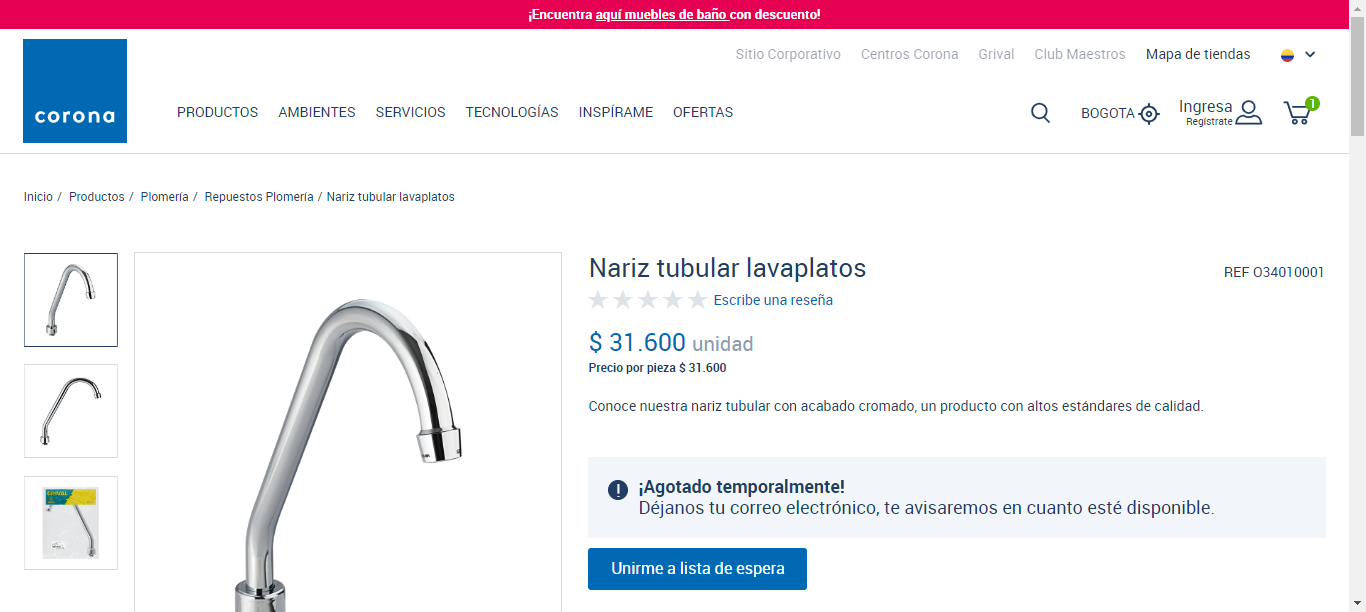 ¡Encuentra aquí muebles de baño con descuento!
Sitio Corporativo Centros Corona Grival Club Maestros Mapa de tiendas
corona
PRODUCTOS AMBIENTES SERVICIOS TECNOLOGÍAS INSPÍRAME OFERTAS
BOGOTA
Ingresa
Regístrate
1
Inicio / Productos / Plomería / Repuestos Plomería / Nariz tubular lavaplatos
Nariz tubular lavaplatos
REF O34010001
Escribe una reseña
$ 31.600 unidad
Precio por pieza $ 31.600
Conoce nuestra nariz tubular con acabado cromado, un producto con altos estándares de calidad.
¡Agotado temporalmente!
Déjanos tu correo electrónico, te avisaremos en cuanto esté disponible.
Unirme a lista de espera
GRIVAL